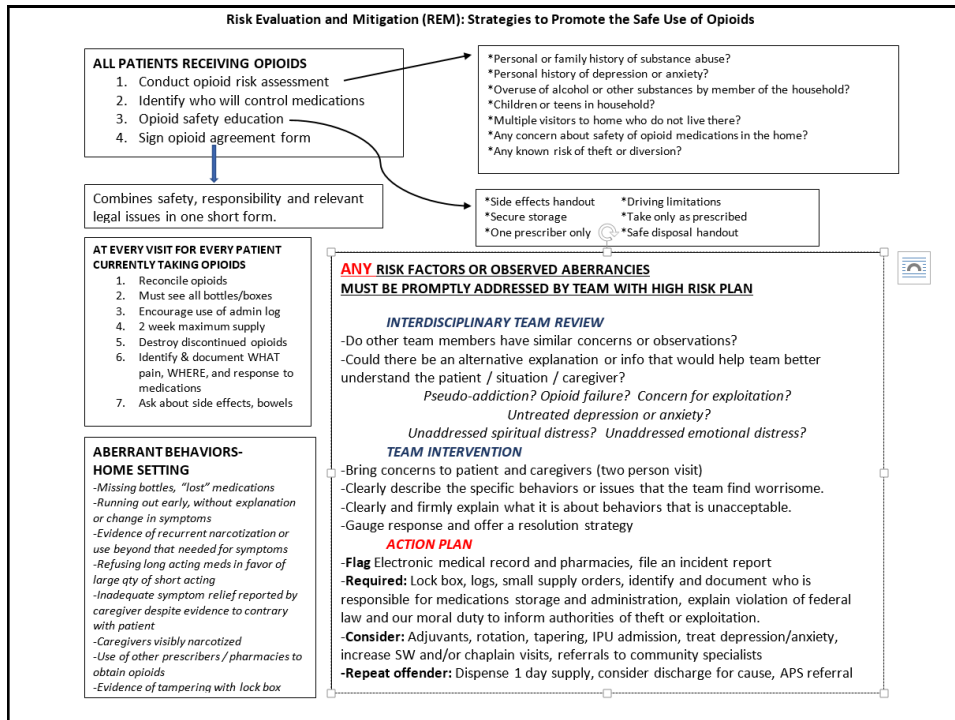 Risk Evaluation and Mitigation (REM): Strategies to Promote the Safe Use of Opioids
ALL PATIENTS RECEIVING OPIOIDS
1. Conduct opioid risk assessment
2. Identify who will control medications
3. Opioid safety education
4. Sign opioid agreement form
*Personal or family history of substance abuse?
*Personal history of depression or anxiety?
*Overuse of alcohol or other substances by member of the household?
*Children or teens in household?
*Multiple visitors to home who do not live there?
*Any concern about safety of opioid medications in the home?
*Any known risk of theft or diversion?
Combines safety, responsibility and relevant
legal issues in one short form.
*Side effects handout *Driving limitations
*Secure storage *Take only as prescribed
*One prescriber only *Safe disposal handout
AT EVERY VISIT FOR EVERY PATIENT
CURRENTLY TAKING OPIOIDS
1. Reconcile opioids
2. Must see all bottles/boxes
3. Encourage use of admin log
4. 2 week maximum supply
5. Destroy discontinued opioids
6. Identify & document WHAT
pain, WHERE, and response to
medications
7. Ask about side effects, bowels
ABERRANT BEHAVIORS-
HOME SETTING
-Missing bottles, “lost” medications
-Running out early, without explanation
or change in symptoms
-Evidence of recurrent narcotization or
use beyond that needed for symptoms
-Refusing long acting meds in favor of
large qty of short acting
-Inadequate symptom relief reported by
caregiver despite evidence to contrary
with patient
-Caregivers visibly narcotized
-Use of other prescribers / pharmacies to
obtain opioids
-Evidence of tampering with lock box
ANY RISK FACTORS OR OBSERVED ABERRANCIES
MUST BE PROMPTLY ADDRESSED BY TEAM WITH HIGH RISK PLAN
INTERDISCIPLINARY TEAM REVIEW
-Do other team members have similar concerns or observations?
-Could there be an alternative explanation or info that would help team better
understand the patient / situation / caregiver?
Pseudo-addiction? Opioid failure? Concern for exploitation?
Untreated depression or anxiety?
Unaddressed spiritual distress? Unaddressed emotional distress?
TEAM INTERVENTION
-Bring concerns to patient and caregivers (two person visit)
-Clearly describe the specific behaviors or issues that the team find worrisome.
-Clearly and firmly explain what it is about behaviors that is unacceptable.
-Gauge response and offer a resolution strategy
ACTION PLAN
-Flag Electronic medical record and pharmacies, file an incident report
-Required: Lock box, logs, small supply orders, identify and document who is
responsible for medications storage and administration, explain violation of federal
law and our moral duty to inform authorities of theft or exploitation.
-Consider: Adjuvants, rotation, tapering, IPU admission, treat depression/anxiety,
increase SW and/or chaplain visits, referrals to community specialists
-Repeat offender: Dispense 1 day supply, consider discharge for cause, APS referral